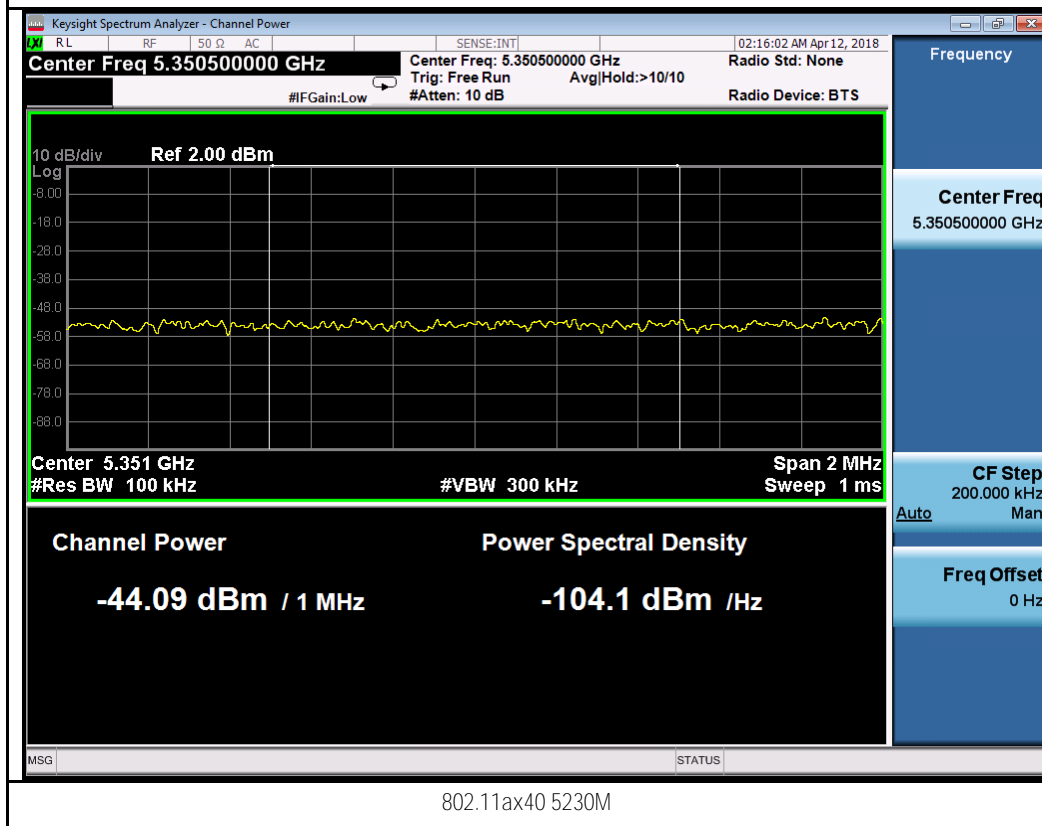 Keysight Spectrum Analyzer - Channel Power
LXI RL RF 50 Ω AC SENSE:INT 02:16:02 AM Apr 12, 2018
Center Freq 5.350500000 GHz
Center Freq: 5.350500000 GHz
Radio Std: None
Trig: Free Run Avg|Hold:>10/10
#IFGain:Low
#Atten: 10 dB
Radio Device: BTS
10 dB/div Ref 2.00 dBm
Log
-8.00
-18.0
-28.0
-38.0
-48.0
-58.0
-68.0
-78.0
-88.0
Center 5.351 GHz Span 2 MHz
#Res BW 100 kHz #VBW 300 kHz Sweep 1 ms
Channel Power Power Spectral Density
-44.09 dBm / 1 MHz -104.1 dBm /Hz
Frequency
Center Freq
5.350500000 GHz
CF Step
200.000 kHz
Auto Man
Freq Offset
0 Hz
MSG STATUS
802.11ax40 5230M